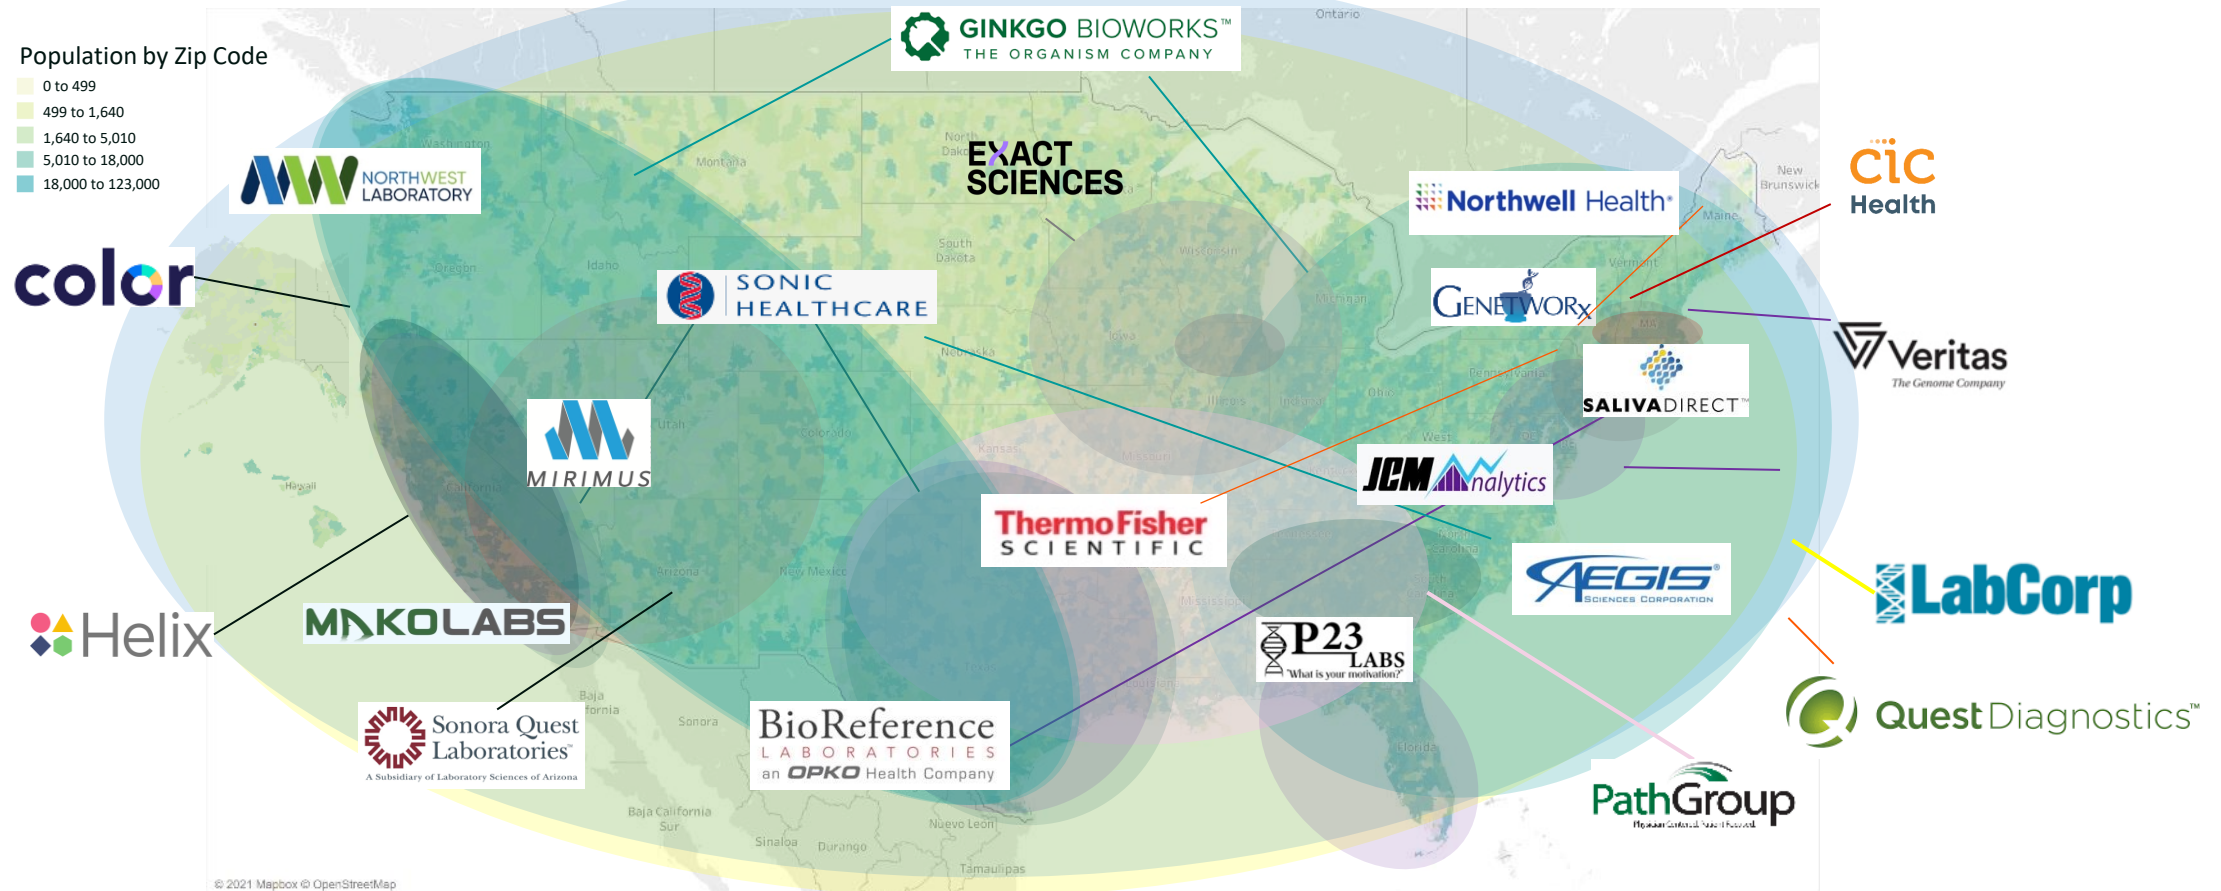 Ontario
GINKGO BIOWORKS™
THE ORGANISM COMPANY
Population by Zip Code
0 to 499
499 to 1,640
1,640 to 5,010
5,010 to 18,000
18,000 to 123,000
Washington
Montana
North
EXACT
SCIENCES
cic
Health
New
Brunswick
Maine
NORTHWEST
LABORATORY
Northwell Health
color
Oregon
Idaho
South
Dakota
Wisconsin
Vermont
Michigan
SONIC
HEALTHCARE
GENETWORx
MA
Veritas
The Genome Company
Nebraska
Iowa
Illinois
Indiana
Ohio
Pennsylvania
SALIVADIRECT™
MIRIMUS
Utah
Colorado
Kansas
Missouri
West
DC
JCM Analytics
Hawaii
California
ThermoFisher
SCIENTIFIC
Arizona
New Mexico
Mississippi
South
Carolina
AEGIS®
SCIENCES CORPORATION
LabCorp
Helix
MAKOLABS
P23
LABS
"What is your motivation?"
Texas
Louisiana
Baja
Sonora
Sonora Quest
Laboratories™
A Subsidiary of Laboratory Sciences of Arizona
BioReference
LABORATORIES
an OPKO Health Company
Florida
Quest Diagnostics™
PathGroup
Baja California
Sur
Sinaloa
Durango
Nuevo León
Tamaulipas
© 2021 Mapbox © OpenStreetMap